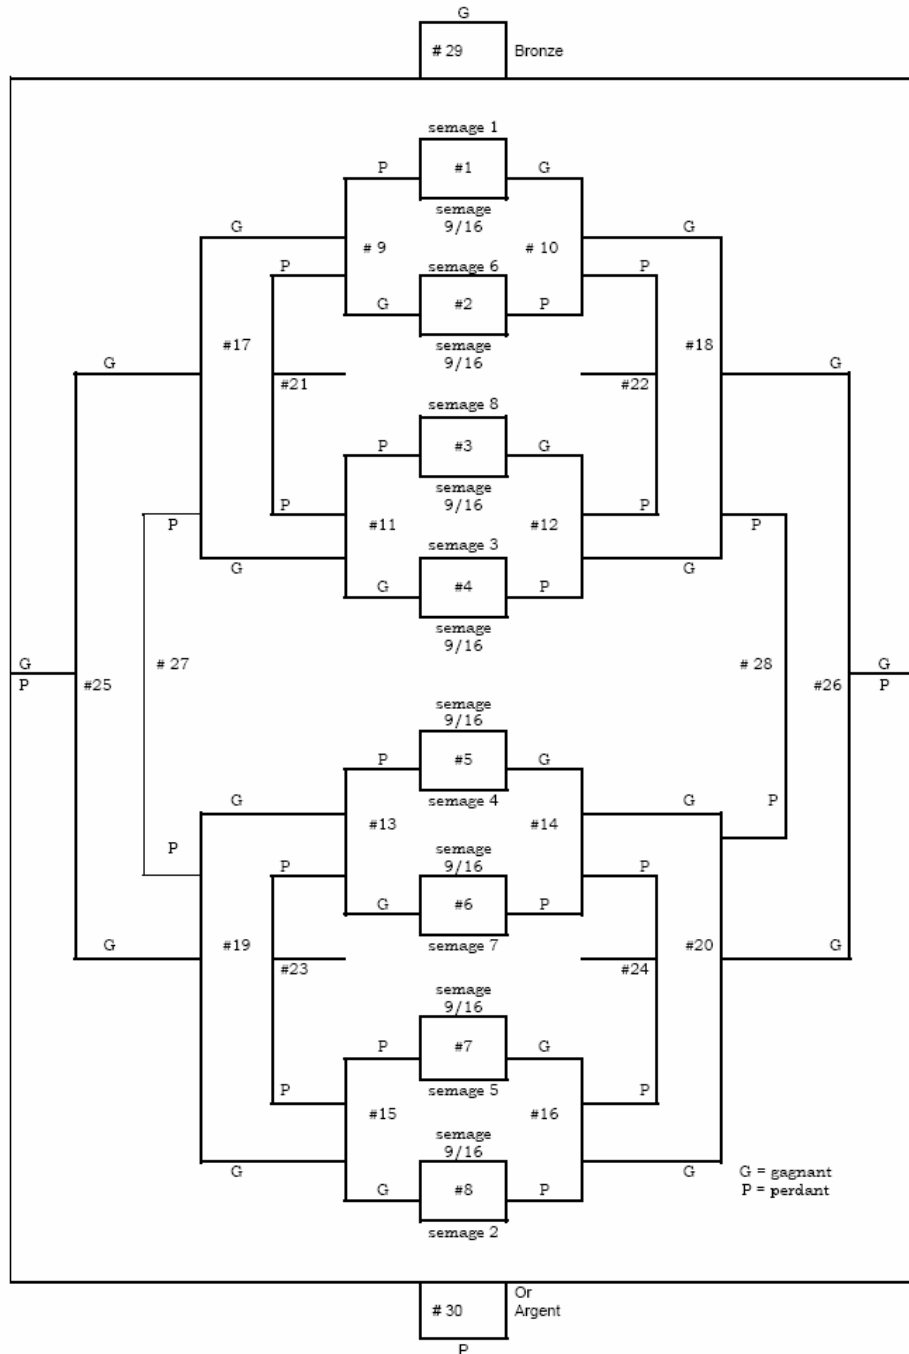 G
# 29 Bronze
semage 1
P #1 G
semage
9/16
G G
# 9 # 10
P semage 6 P
G #2 P
semage
9/16
#17 #18
G G
#21 #22
semage 8
P #3 G
semage
9/16
P P
P #11 #12 P
semage 3
G G
G #4 P
semage
9/16
# 27 # 28
G G
P #25 #26 P
semage
9/16
P #5 G
semage 4
G G P
#13 #14
P semage
9/16
P P
G #6 P
semage 7
G #19 #20 G
#23 #24
semage
9/16
P #7 G
semage 5
P P
#15 #16
semage
9/16
G G
G = gagnant
P = perdant
G #8 P
semage 2
Or
# 30 Argent
P